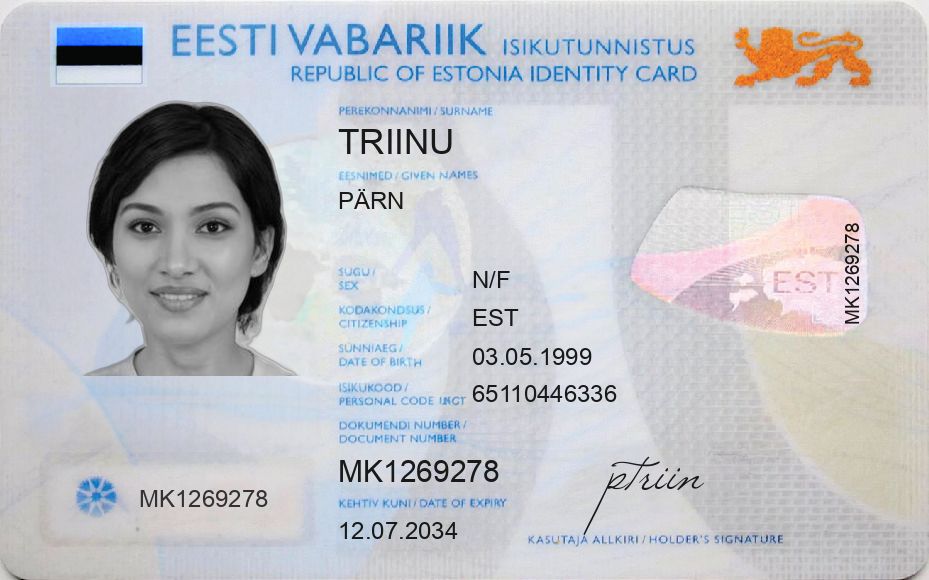 EESTI VABARIIK ISIKUTUNNISTUS
REPUBLIC OF ESTONIA IDENTITY CARD
PEREKONNANIMI / SURNAME
TRIINU
EESNIMED / GIVEN NAMES
PÄRN
SUGU /
SEX
N/F
KODAKONDSUS /
CITIZENSHIP
EST
SÜNNIAEG /
DATE OF BIRTH
03.05.1999
ISIKUKOOD /
PERSONAL CODE
65110446336
DOKUMENDI NUMBER /
DOCUMENT NUMBER
MK1269278
KEHTIV KUNI / DATE OF EXPIRY
12.07.2034
MK1269278
EST
MK1269278
pTriin
KASUTAJA ALLKIRI / HOLDER'S SIGNATURE